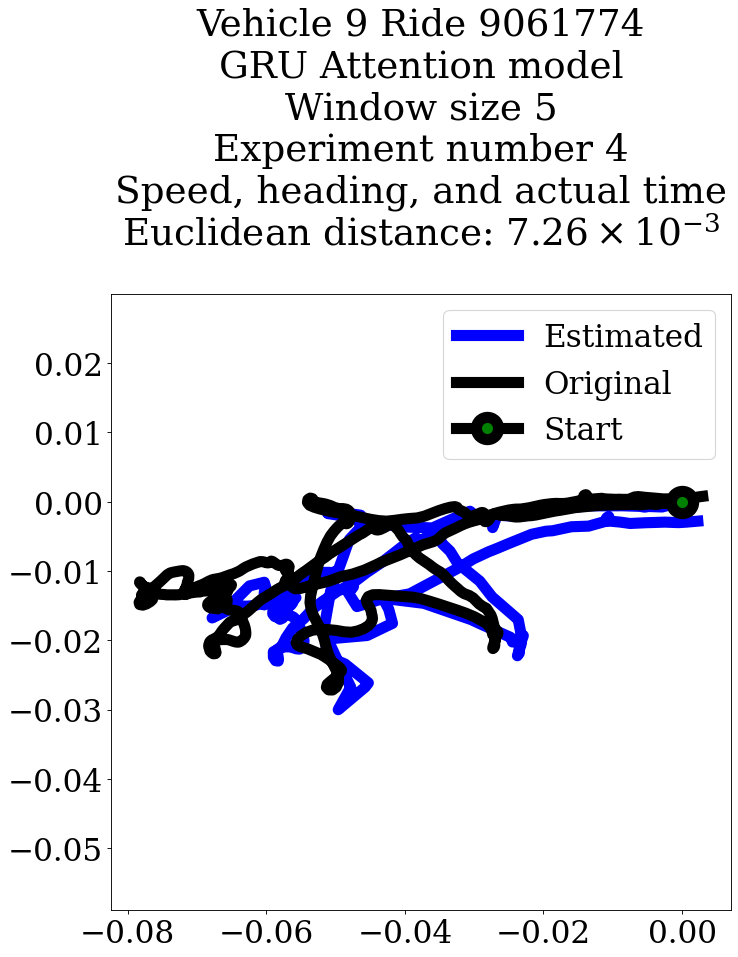 Vehicle 9 Ride 9061774
GRU Attention model
Window size 5
Experiment number 4
Speed, heading, and actual time
Euclidean distance: 7.26 × 10⁻³
Estimated
Original
Start
0.02
0.01
0.00
−0.01
−0.02
−0.03
−0.04
−0.05
−0.08 −0.06 −0.04 −0.02 0.00